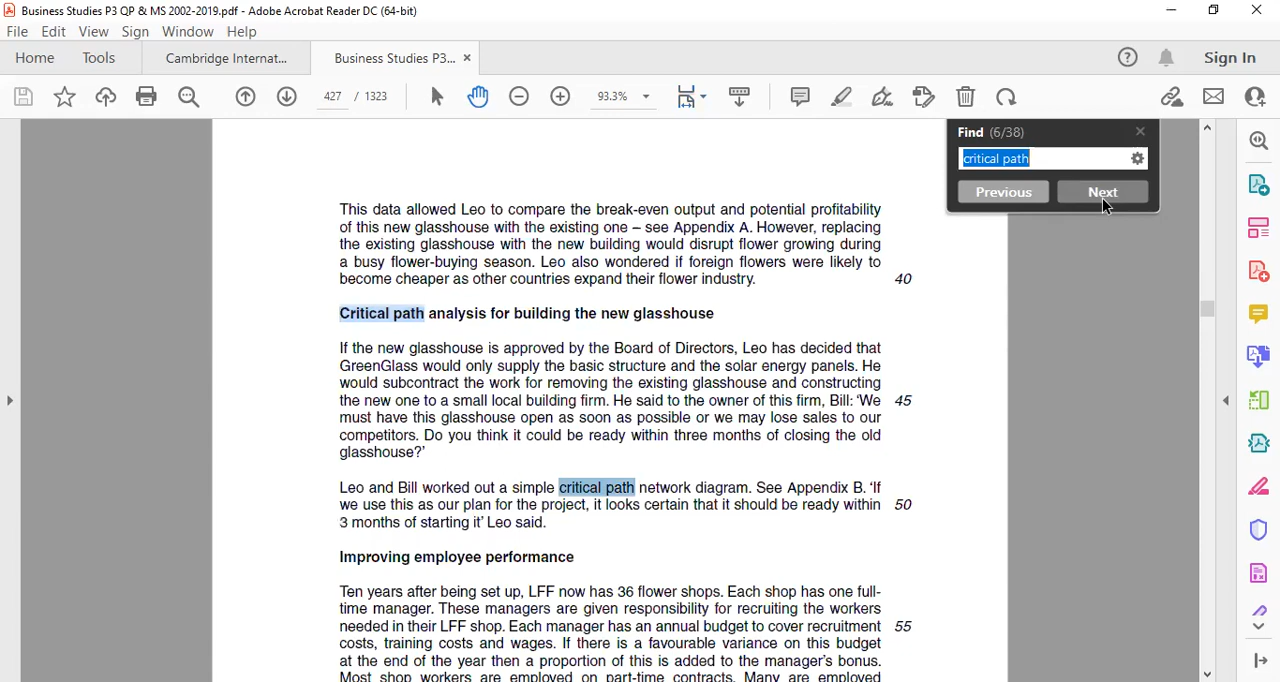 Business Studies P3 QP & MS 2002-2019.pdf - Adobe Acrobat Reader DC (64-bit)
File Edit View Sign Window Help
Home Tools Cambridge Internat... Business Studies P3... × Sign In
427 / 1323 93.3%
Find (6/38)
critical path
Previous Next
This data allowed Leo to compare the break-even output and potential profitability
of this new glasshouse with the existing one – see Appendix A. However, replacing
the existing glasshouse with the new building would disrupt flower growing during
a busy flower-buying season. Leo also wondered if foreign flowers were likely to
become cheaper as other countries expand their flower industry. 40
Critical path analysis for building the new glasshouse
If the new glasshouse is approved by the Board of Directors, Leo has decided that
GreenGlass would only supply the basic structure and the solar energy panels. He
would subcontract the work for removing the existing glasshouse and constructing
the new one to a small local building firm. He said to the owner of this firm, Bill: ‘We 45
must have this glasshouse open as soon as possible or we may lose sales to our
competitors. Do you think it could be ready within three months of closing the old
glasshouse?’
Leo and Bill worked out a simple critical path network diagram. See Appendix B. ‘If
we use this as our plan for the project, it looks certain that it should be ready within 50
3 months of starting it’ Leo said.
Improving employee performance
Ten years after being set up, LFF now has 36 flower shops. Each shop has one full-
time manager. These managers are given responsibility for recruiting the workers
needed in their LFF shop. Each manager has an annual budget to cover recruitment 55
costs, training costs and wages. If there is a favourable variance on this budget
at the end of the year then a proportion of this is added to the manager’s bonus.
Most shop workers are employed on part-time contracts. Many are employed